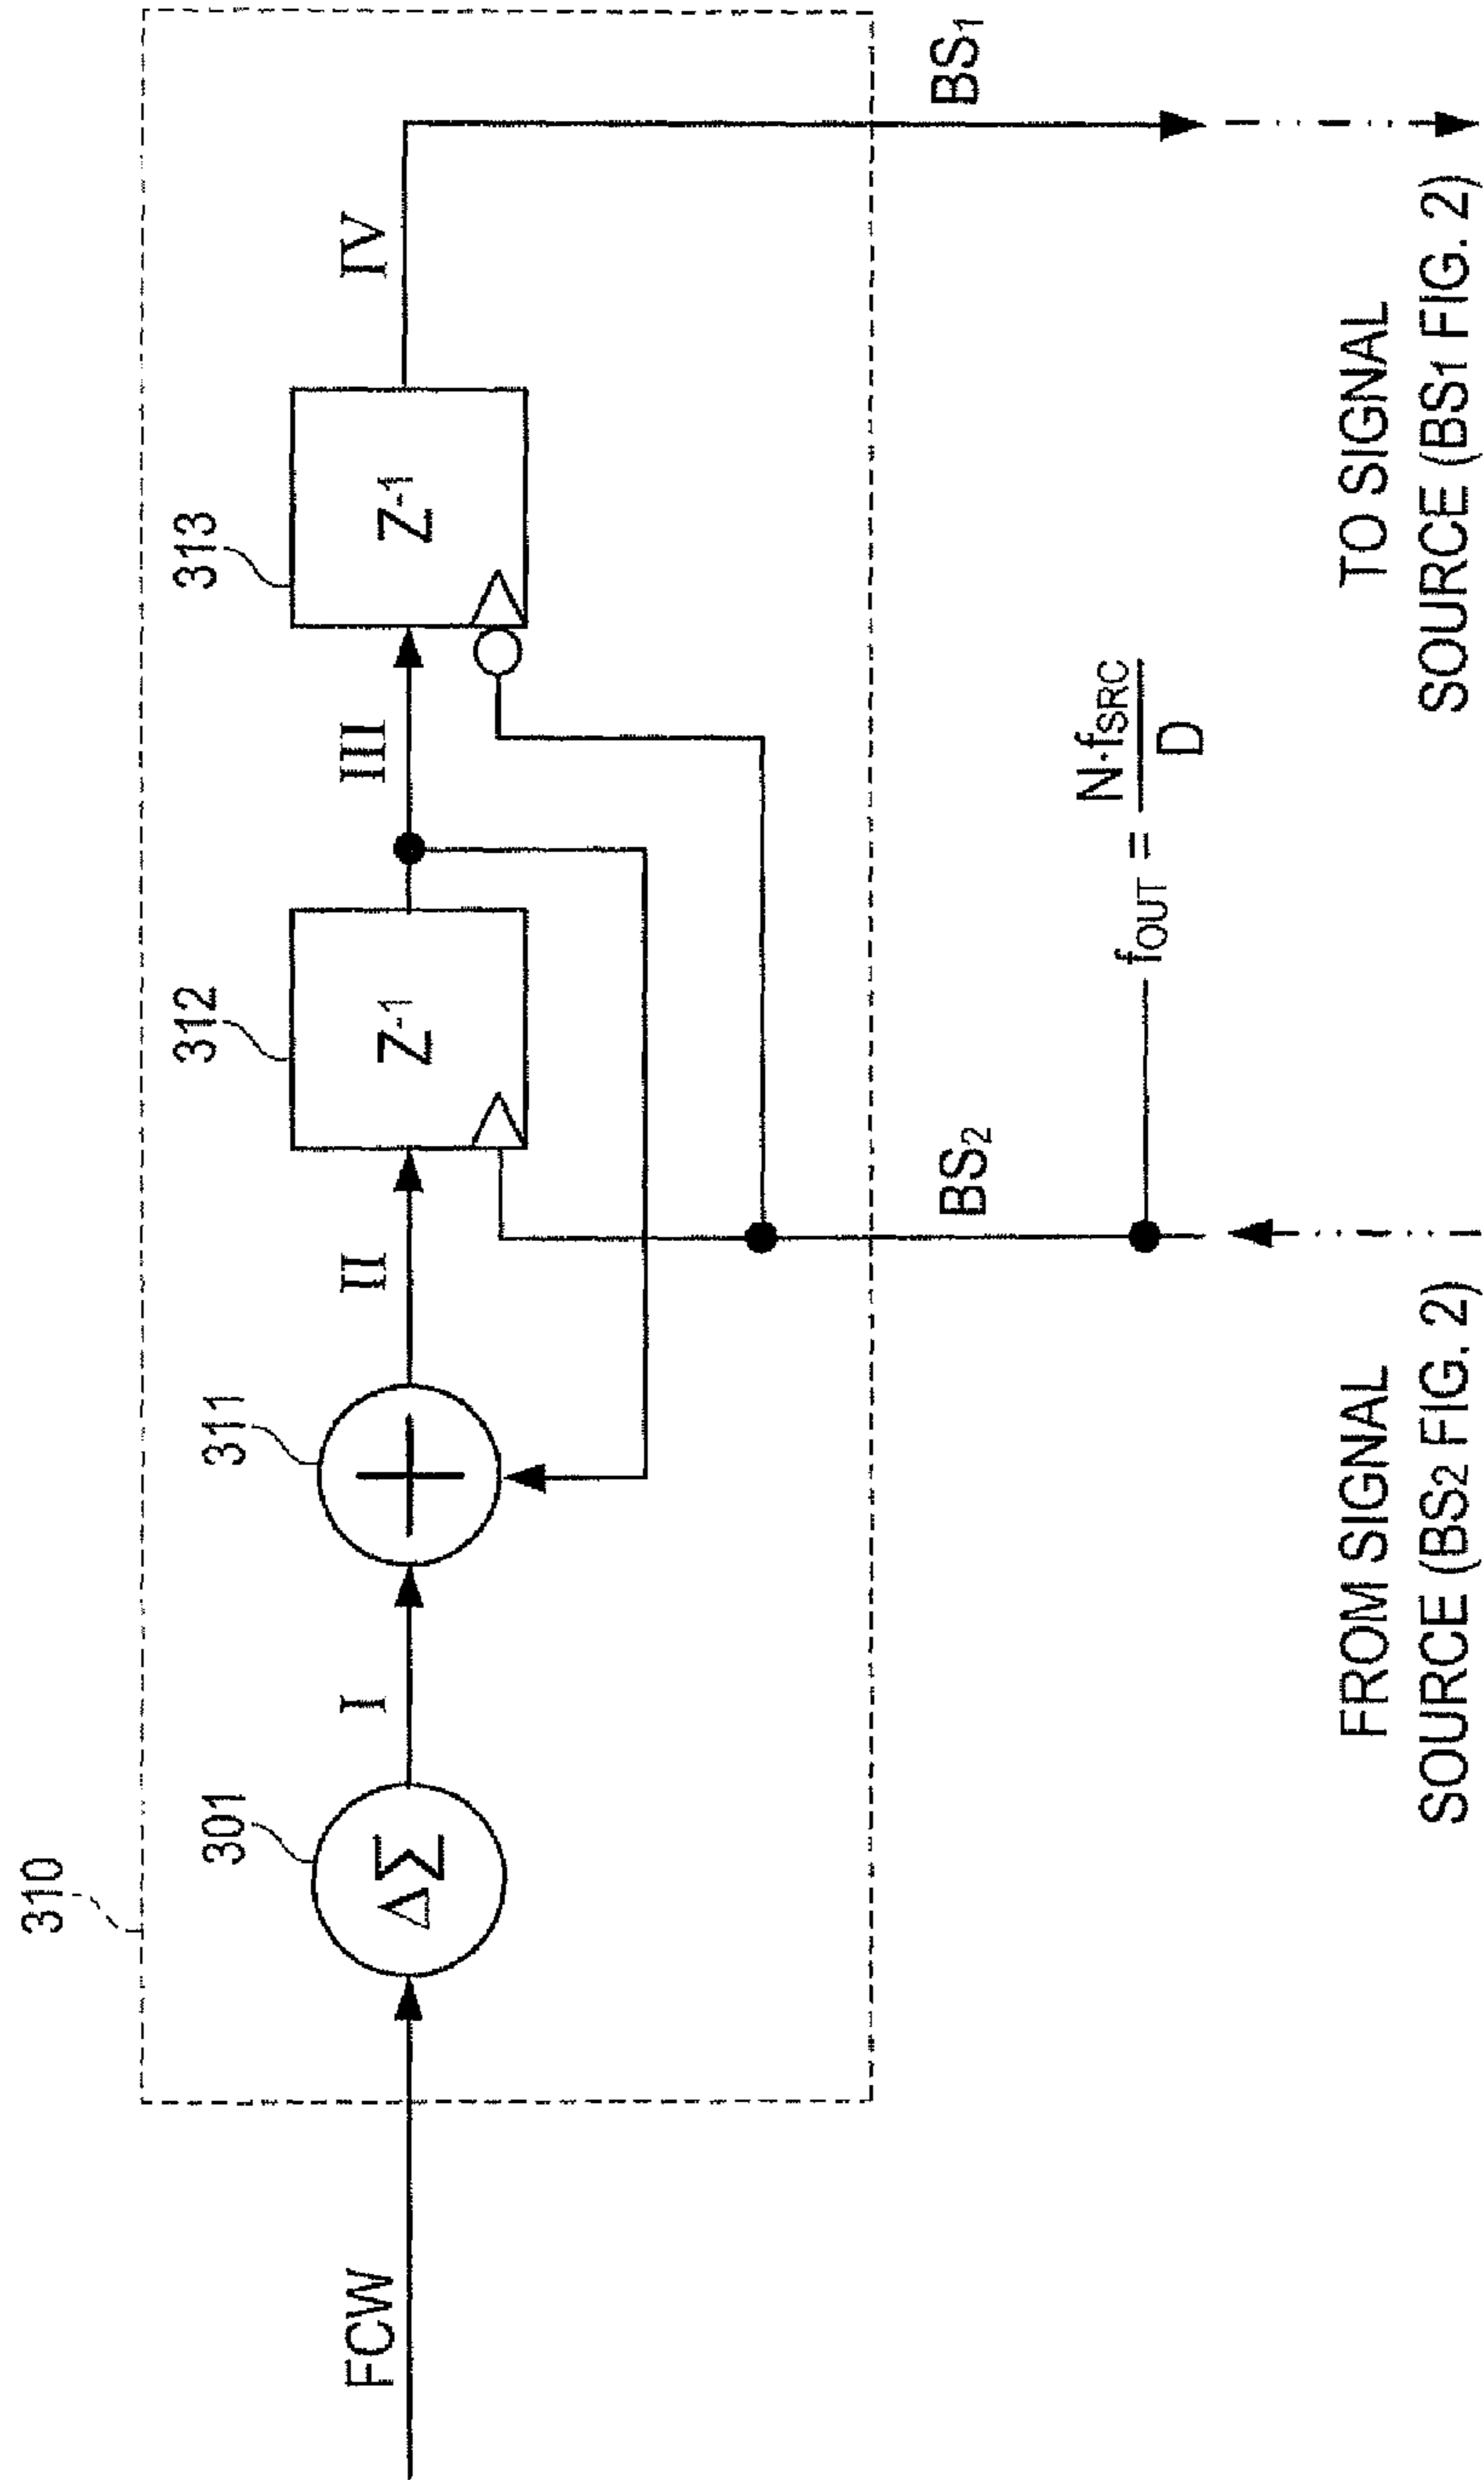 310
301
311
312
313
FCW
ΔΣ
I
II
Z-1
III
Z-1
IV
BS2
BS1
fOUT = N·fSRC
D
FROM SIGNAL
SOURCE (BS2 FIG. 2)
TO SIGNAL
SOURCE (BS1 FIG. 2)